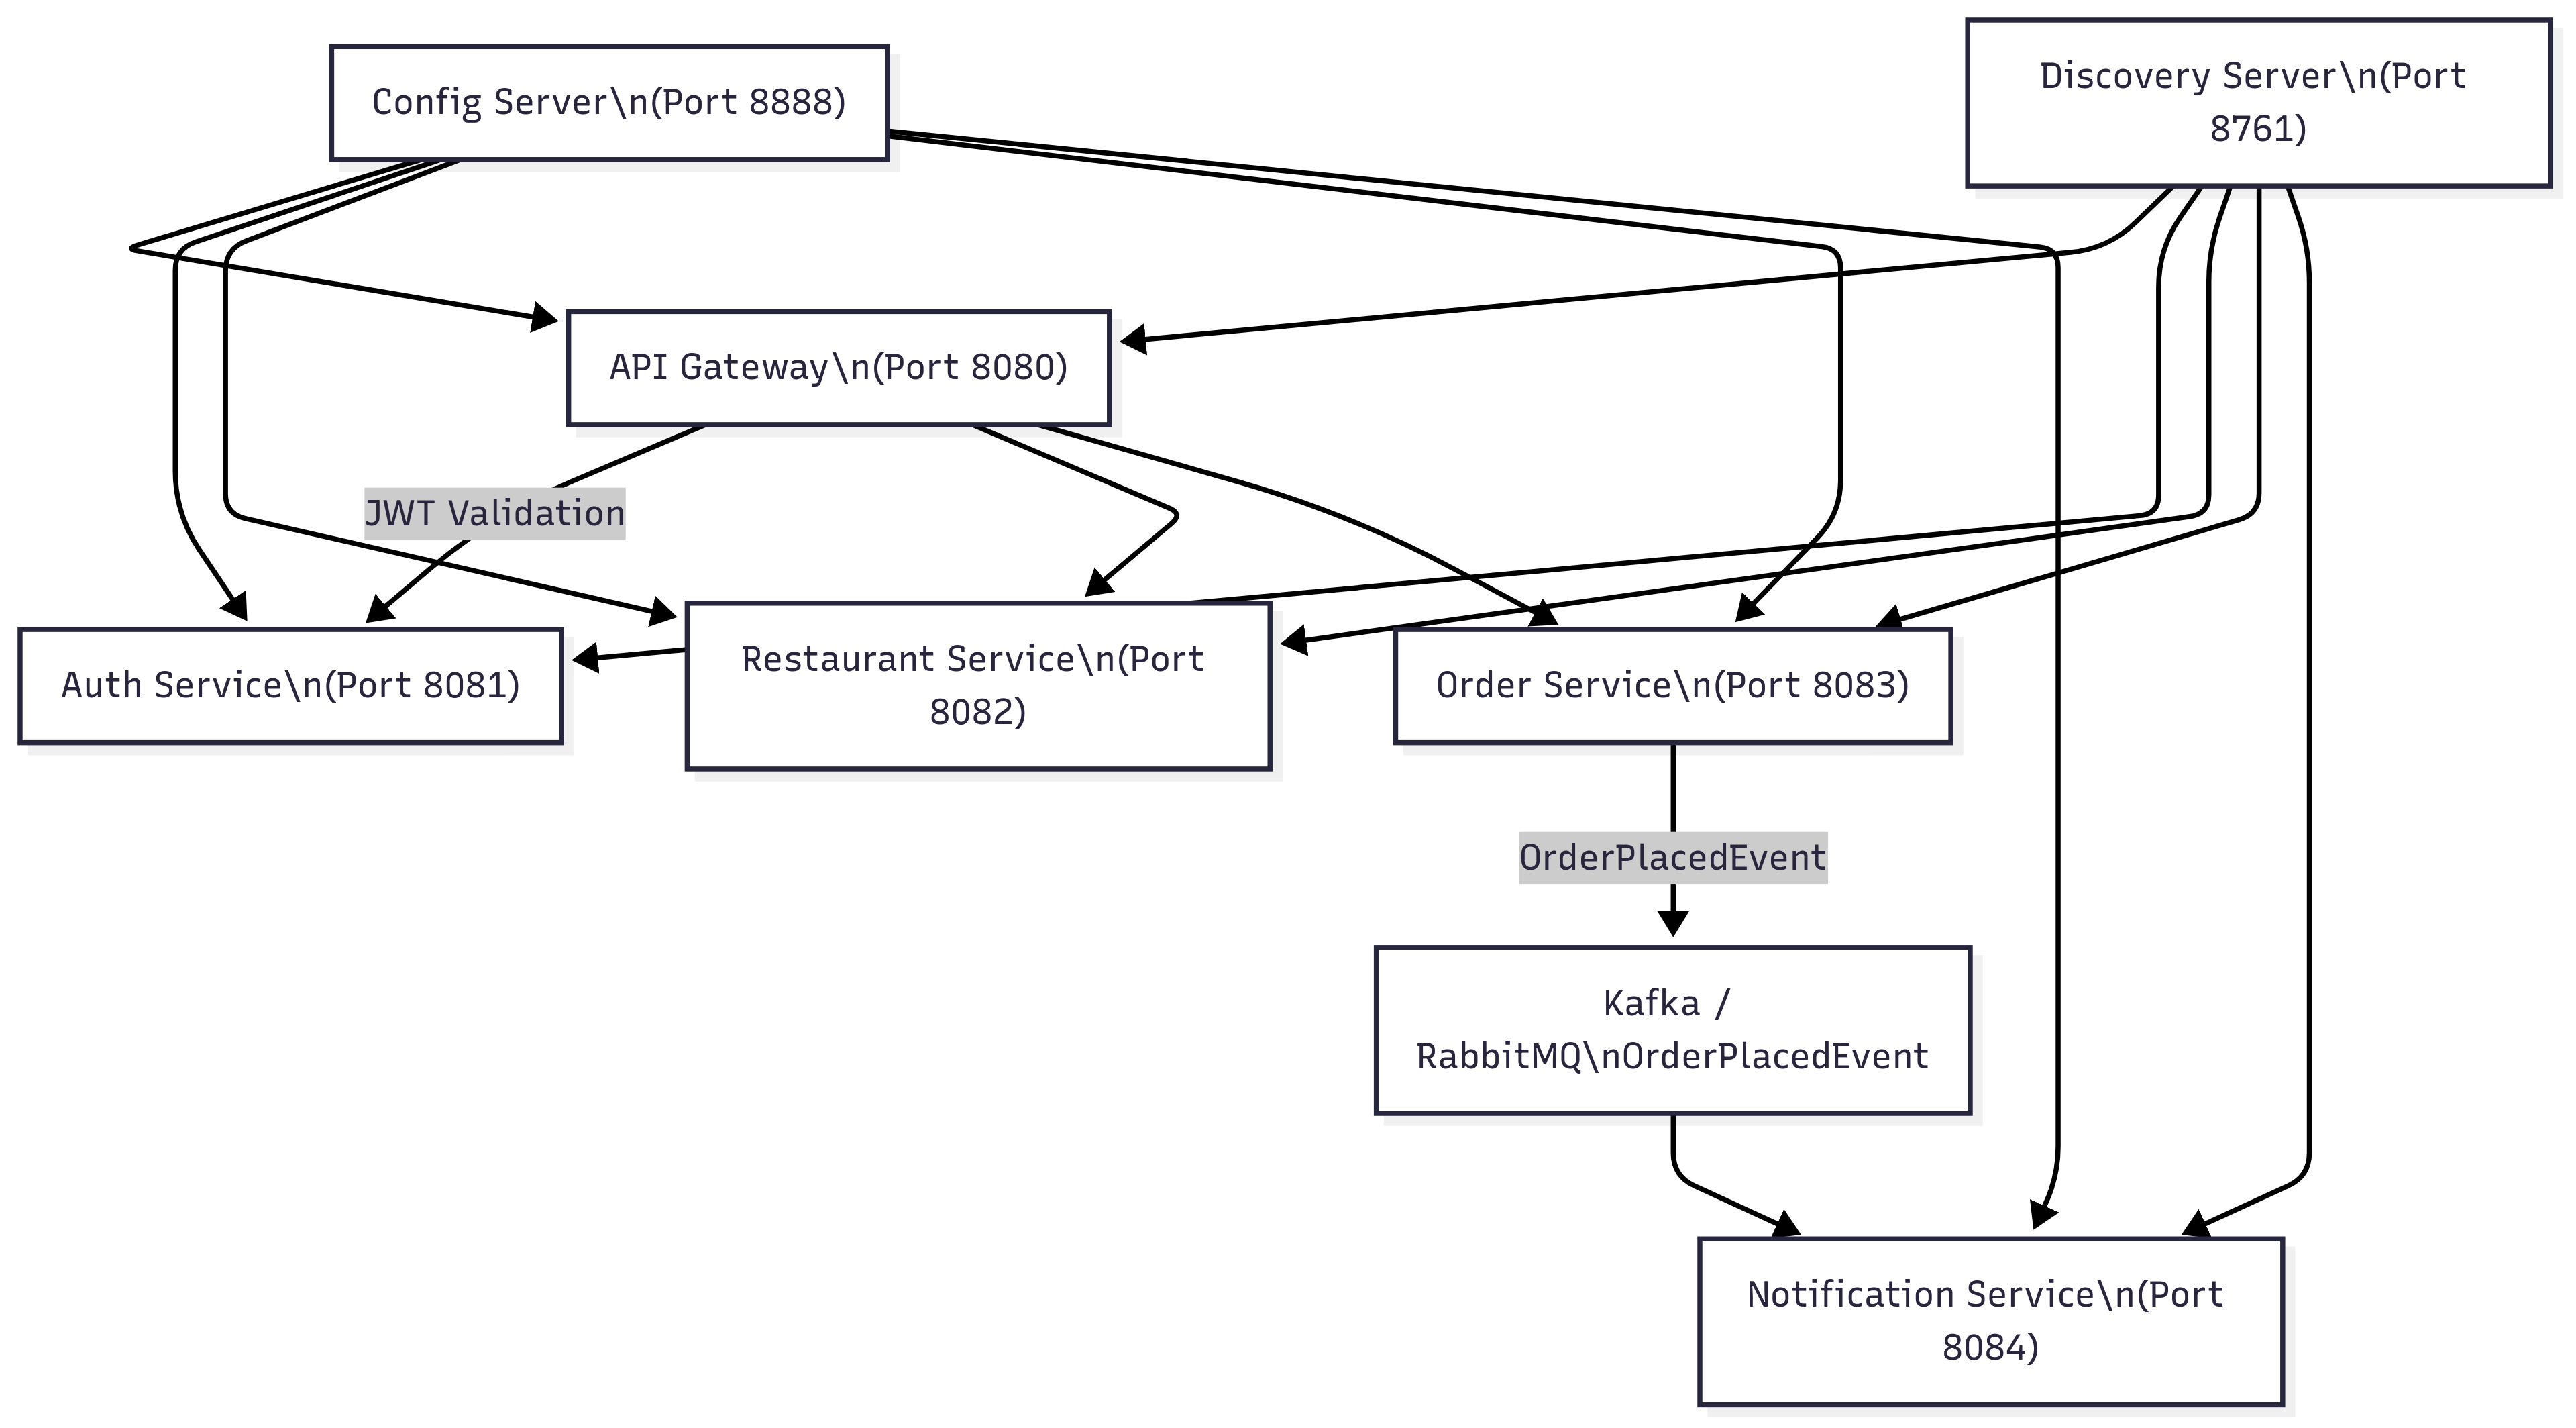 Config Server\n(Port 8888)
Discovery Server\n(Port
8761)
API Gateway\n(Port 8080)
JWT Validation
Auth Service\n(Port 8081)
Restaurant Service\n(Port
8082)
Order Service\n(Port 8083)
OrderPlacedEvent
Kafka /
RabbitMQ\nOrderPlacedEvent
Notification Service\n(Port
8084)